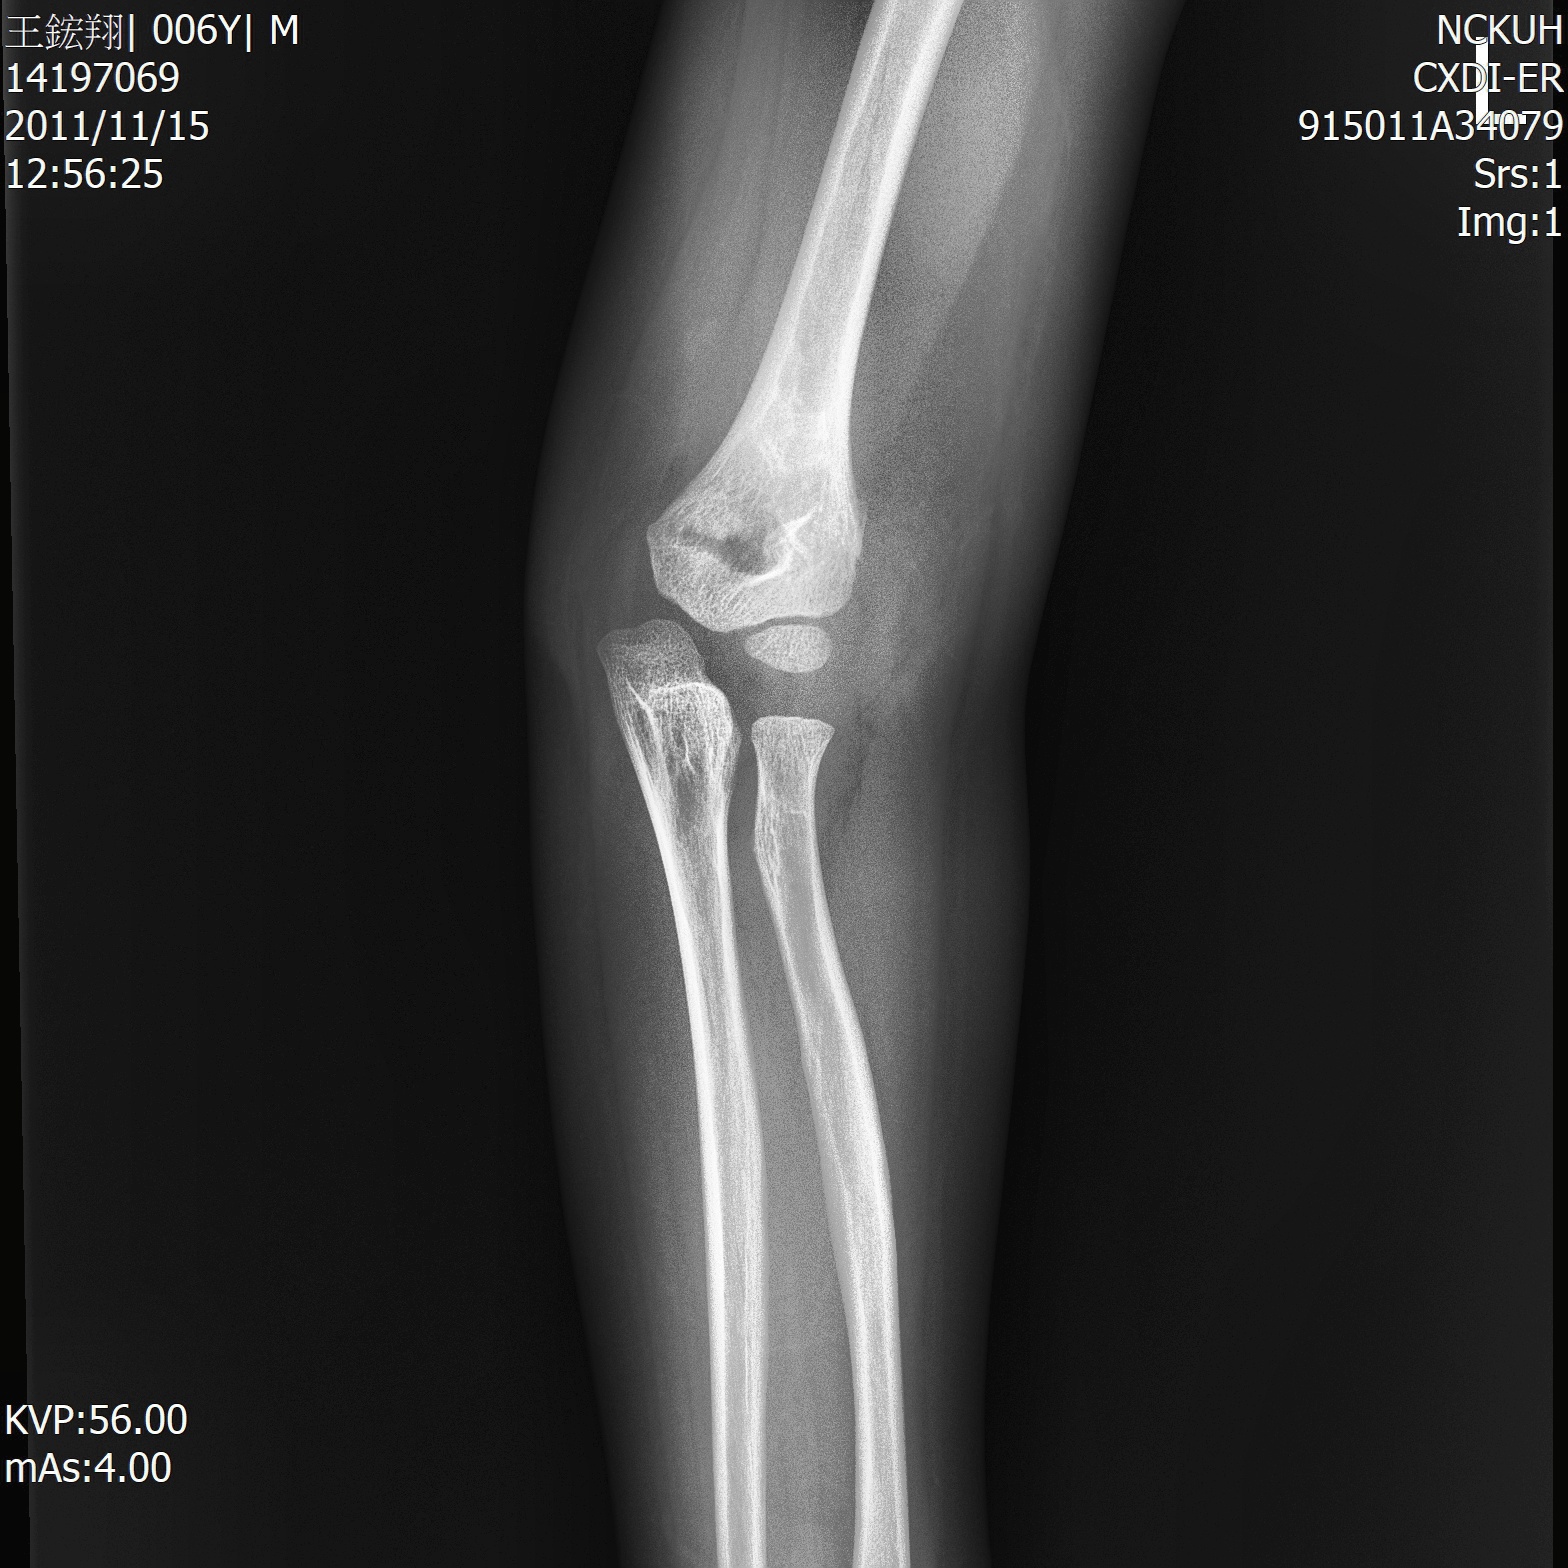 王鋐翔| 006Y| M
14197069
2011/11/15
12:56:25
NCKUH
CXDI-ER
915011A34079
Srs:1
Img:1
L
KVP:56.00
mAs:4.00